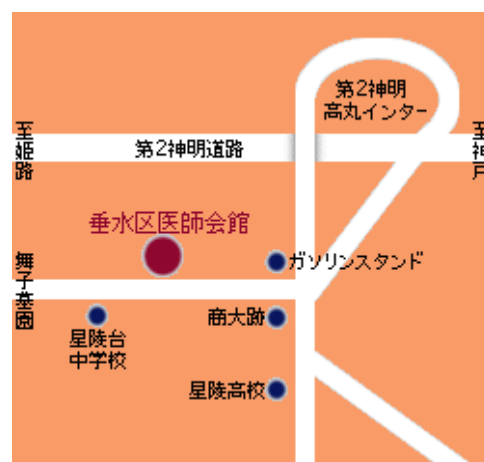 第2神明
高丸インター
至姫路
第2神明道路
至神戸
垂水区医師会館
舞子墓園
ガソリンスタンド
星陵台
中学校
商大跡
星陵高校